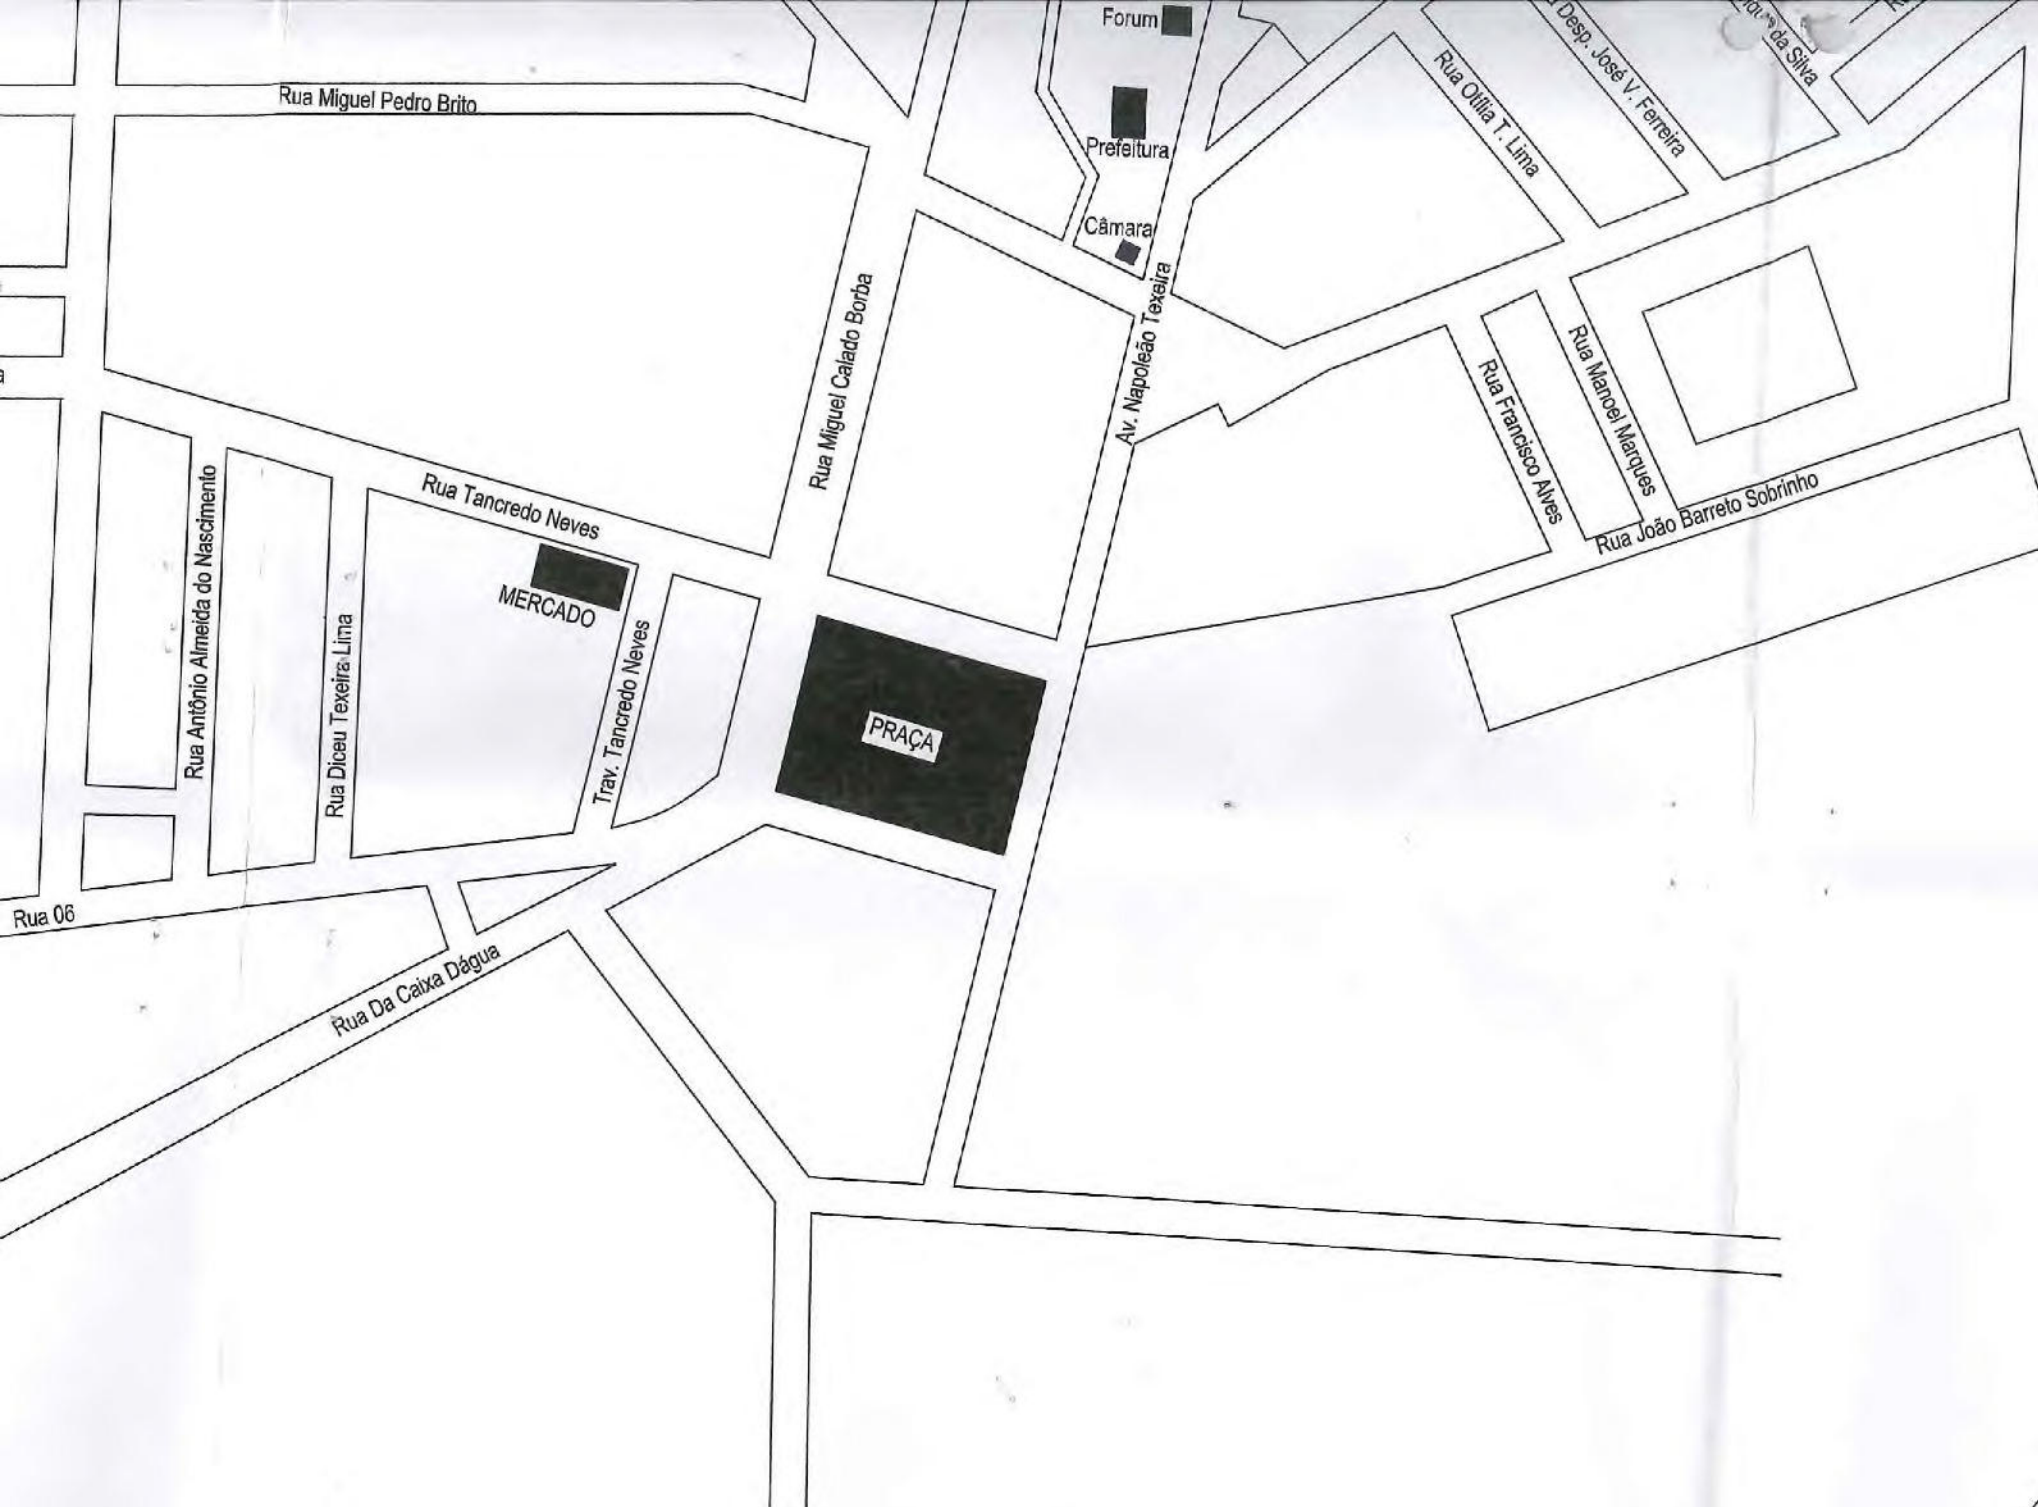 Forum
Rua Miguel Pedro Brito
Prefeitura
Câmara
Rua Otília T. Lima
Desp. José V. Ferreira
da Silva
Rua Miguel Calado Borba
Av. Napoleão Texeira
Rua Francisco Alves
Rua Manoel Marques
Rua João Barreto Sobrinho
Rua Tancredo Neves
MERCADO
Rua Antônio Almeida do Nascimento
Rua Diceu Texeira Lima
Trav. Tancredo Neves
PRAÇA
Rua 06
Rua Da Caixa Dágua